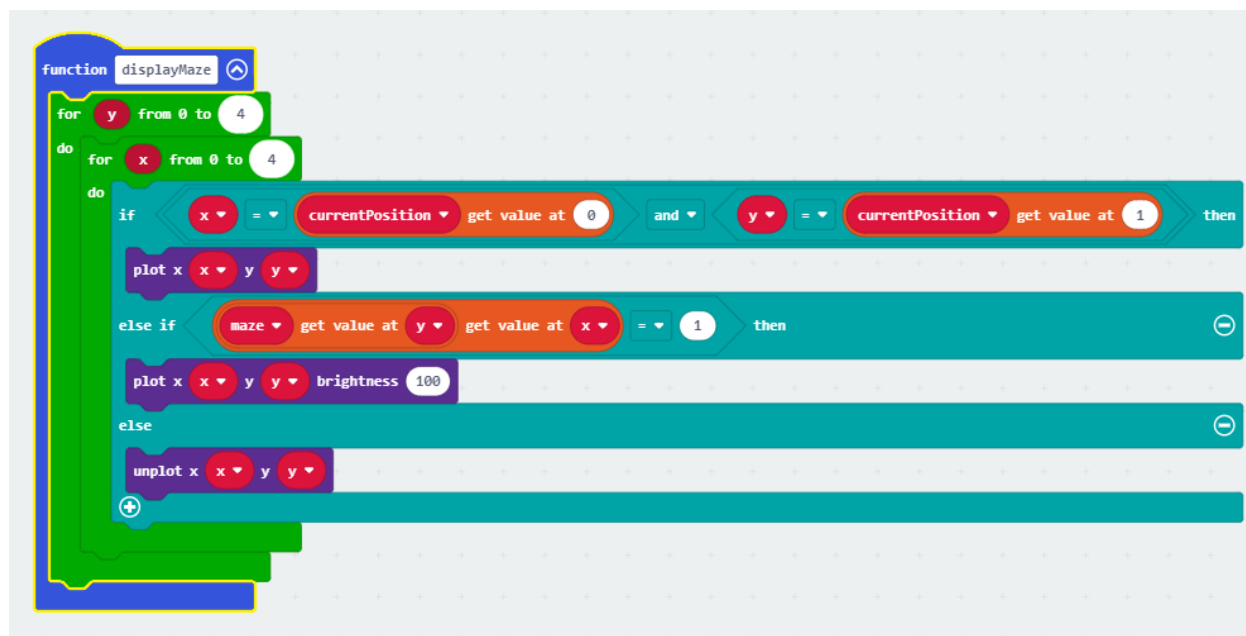 function displayMaze
for y from 0 to 4
do
for x from 0 to 4
do
if x = currentPosition get value at 0 and y = currentPosition get value at 1 then
plot x x y y
else if maze get value at y get value at x = 1 then
plot x x y y brightness 100
else
unplot x x y y